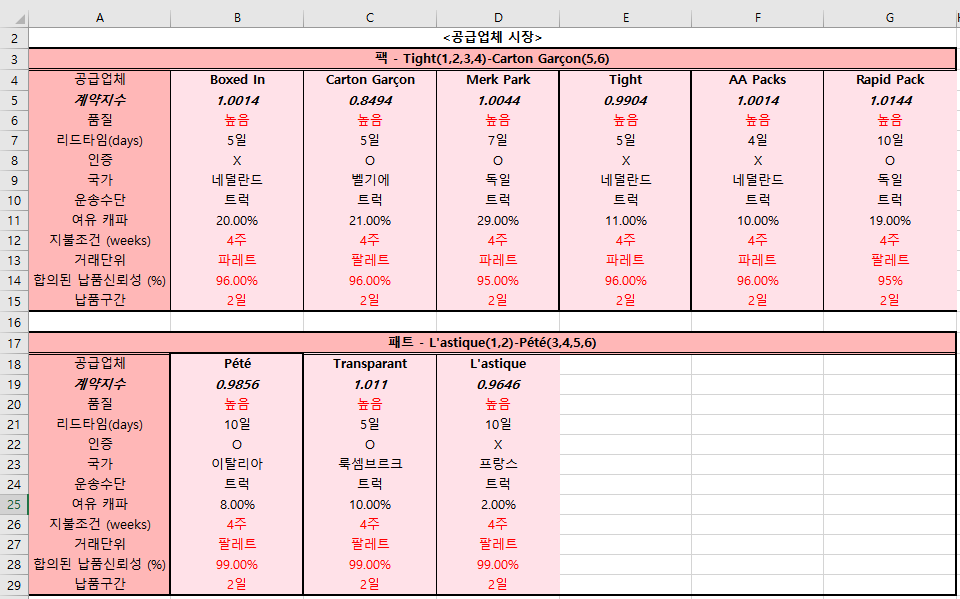 A B C D E F G
2 <공급업체 시장>
3 팩 - Tight(1,2,3,4)-Carton Garçon(5,6)
4 공급업체 Boxed In Carton Garçon Merk Park Tight AA Packs Rapid Pack
5 계약지수 1.0014 0.8494 1.0044 0.9904 1.0014 1.0144
6 품질 높음 높음 높음 높음 높음 높음
7 리드타임(days) 5일 5일 7일 5일 4일 10일
8 인증 X O O X X O
9 국가 네덜란드 벨기에 독일 네덜란드 네덜란드 독일
10 운송수단 트럭 트럭 트럭 트럭 트럭 트럭
11 여유 캐파 20.00% 21.00% 29.00% 11.00% 10.00% 19.00%
12 지불조건 (weeks) 4주 4주 4주 4주 4주 4주
13 거래단위 파레트 팔레트 파레트 파레트 파레트 팔레트
14 합의된 납품신뢰성 (%) 96.00% 96.00% 95.00% 96.00% 96.00% 95%
15 납품구간 2일 2일 2일 2일 2일 2일
16
17 패트 - L'astique(1,2)-Pété(3,4,5,6)
18 공급업체 Pété Transparant L'astique
19 계약지수 0.9856 1.011 0.9646
20 품질 높음 높음 높음
21 리드타임(days) 10일 5일 10일
22 인증 O O X
23 국가 이탈리아 룩셈브르크 프랑스
24 운송수단 트럭 트럭 트럭
25 여유 캐파 8.00% 10.00% 2.00%
26 지불조건 (weeks) 4주 4주 4주
27 거래단위 팔레트 팔레트 팔레트
28 합의된 납품신뢰성 (%) 99.00% 99.00% 99.00%
29 납품구간 2일 2일 2일